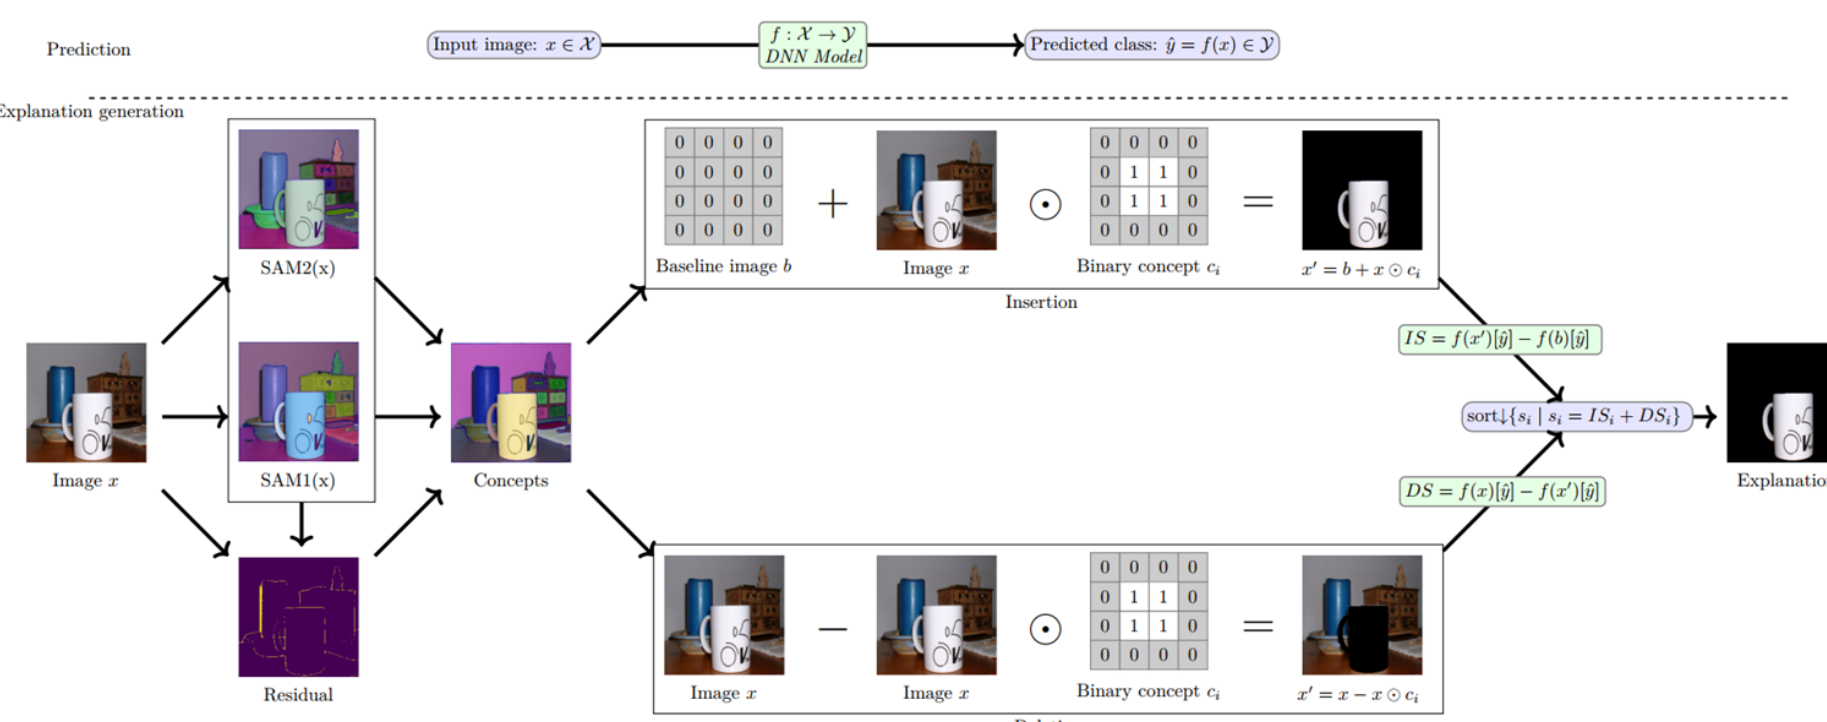 Prediction
Input image: x ∈ 𝒳
f : 𝒳 → 𝒴
DNN Model
Predicted class: ŷ = f(x) ∈ 𝒴
Explanation generation
SAM2(x)
0 0 0 0
0 0 0 0
0 0 0 0
0 0 0 0
Baseline image b
+
Image x
⊙
0 0 0 0
0 1 1 0
0 1 1 0
0 0 0 0
Binary concept cᵢ
=
x′ = b + x ⊙ cᵢ
Insertion
IS = f(x′)[ŷ] − f(b)[ŷ]
Image x
SAM1(x)
Concepts
sort↓{sᵢ | sᵢ = ISᵢ + DSᵢ}
Explanatio
DS = f(x)[ŷ] − f(x′)[ŷ]
Residual
Image x
−
Image x
⊙
0 0 0 0
0 1 1 0
0 1 1 0
0 0 0 0
Binary concept cᵢ
=
x′ = x − x ⊙ cᵢ